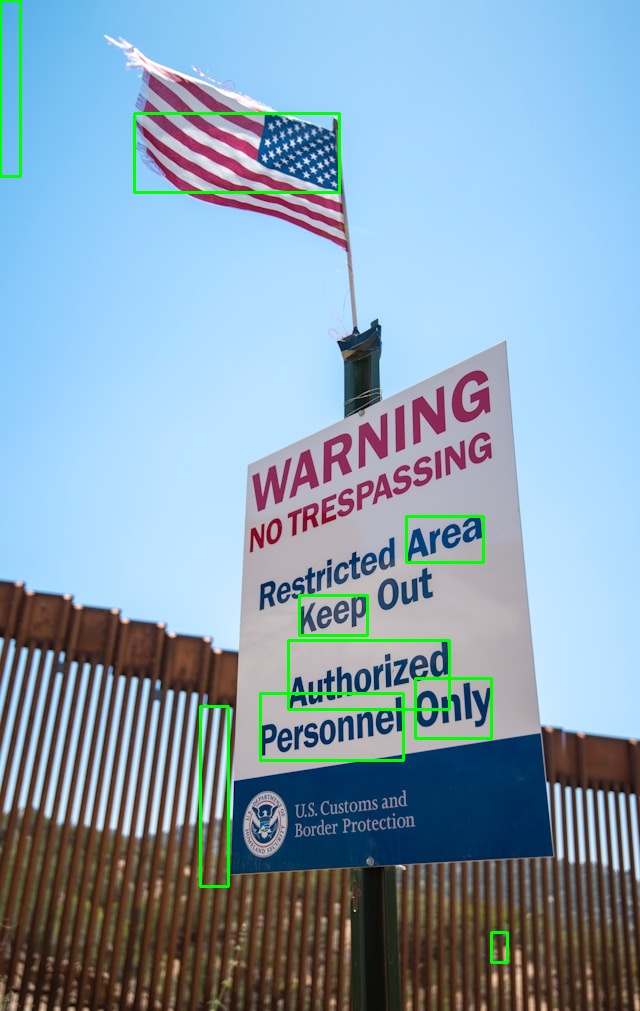 WARNING
NO TRESPASSING
Restricted Area
Keep Out
Authorized
Personnel Only
U.S. Customs and
Border Protection